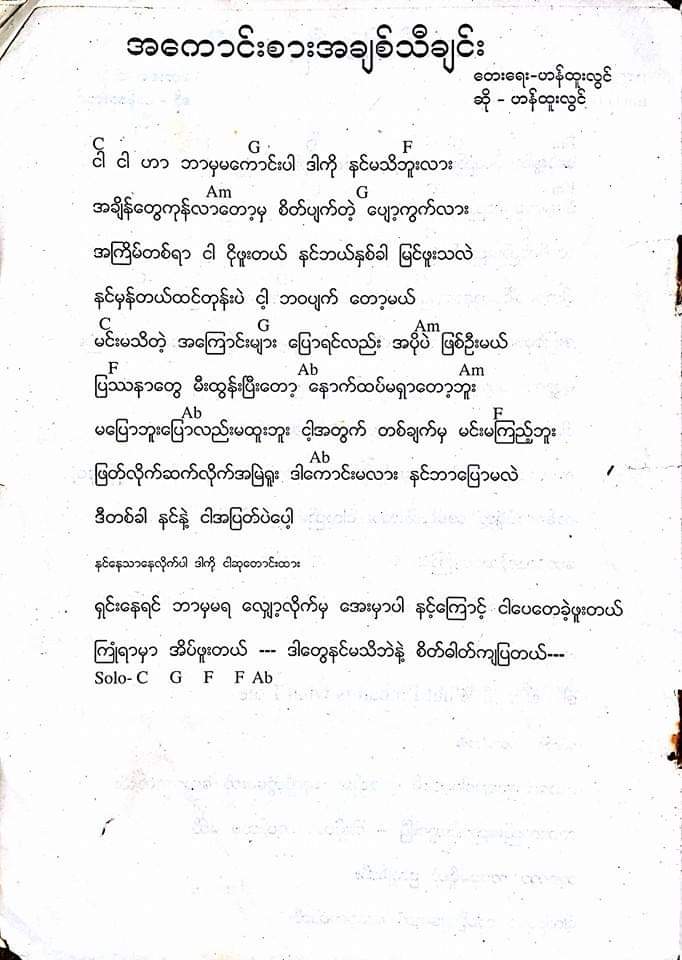 အကောင်းစားအချစ်သီချင်း
တေးရေး-ဟန်ထူးလွင်
ဆို - ဟန်ထူးလွင်
C G F
ငါ ငါ ဟာ ဘာမှမကောင်းပါ ဒါကို နင်မသိဘူးလား
Am G
အချိန်တွေကုန်လာတော့မှ စိတ်ပျက်တဲ့ ပျော့ကွက်လား
အကြိမ်တစ်ရာ ငါ ငိုဖူးတယ် နင်ဘယ်နှစ်ခါ မြင်ဖူးသလဲ
နင်မှန်တယ်ထင်တုန်းပဲ ငါ့ ဘဝပျက် တော့မယ်
C G Am
မင်းမသိတဲ့ အကြောင်းများ ပြောရင်လည်း အပိုပဲ ဖြစ်ဦးမယ်
F Ab Am
ပြဿနာတွေ မီးထွန်းပြီးတော့ နောက်ထပ်မရှာတော့ဘူး
Ab F
မပြောဘူးပြောလည်းမထူးဘူး ငါ့အတွက် တစ်ချက်မှ မင်းမကြည့်ဘူး
Ab
ဖြတ်လိုက်ဆက်လိုက်အမြဲရူး ဒါကောင်းမလား နင်ဘာပြောမလဲ
ဒီတစ်ခါ နင်နဲ့ ငါအပြတ်ပဲပေ့ါ
နင်နေသာနေလိုက်ပါ ဒါကို ငါဆုတောင်းထား
ရှင်းနေရင် ဘာမှမရ လျှော့လိုက်မှ အေးမှာပါ နင့်ကြောင့် ငါပေတေခဲ့ဖူးတယ်
ကြုံရာမှာ အိပ်ဖူးတယ် --- ဒါတွေနင်မသိဘဲနဲ့ စိတ်ဓါတ်ကျပြတယ်---
Solo- C G F F Ab